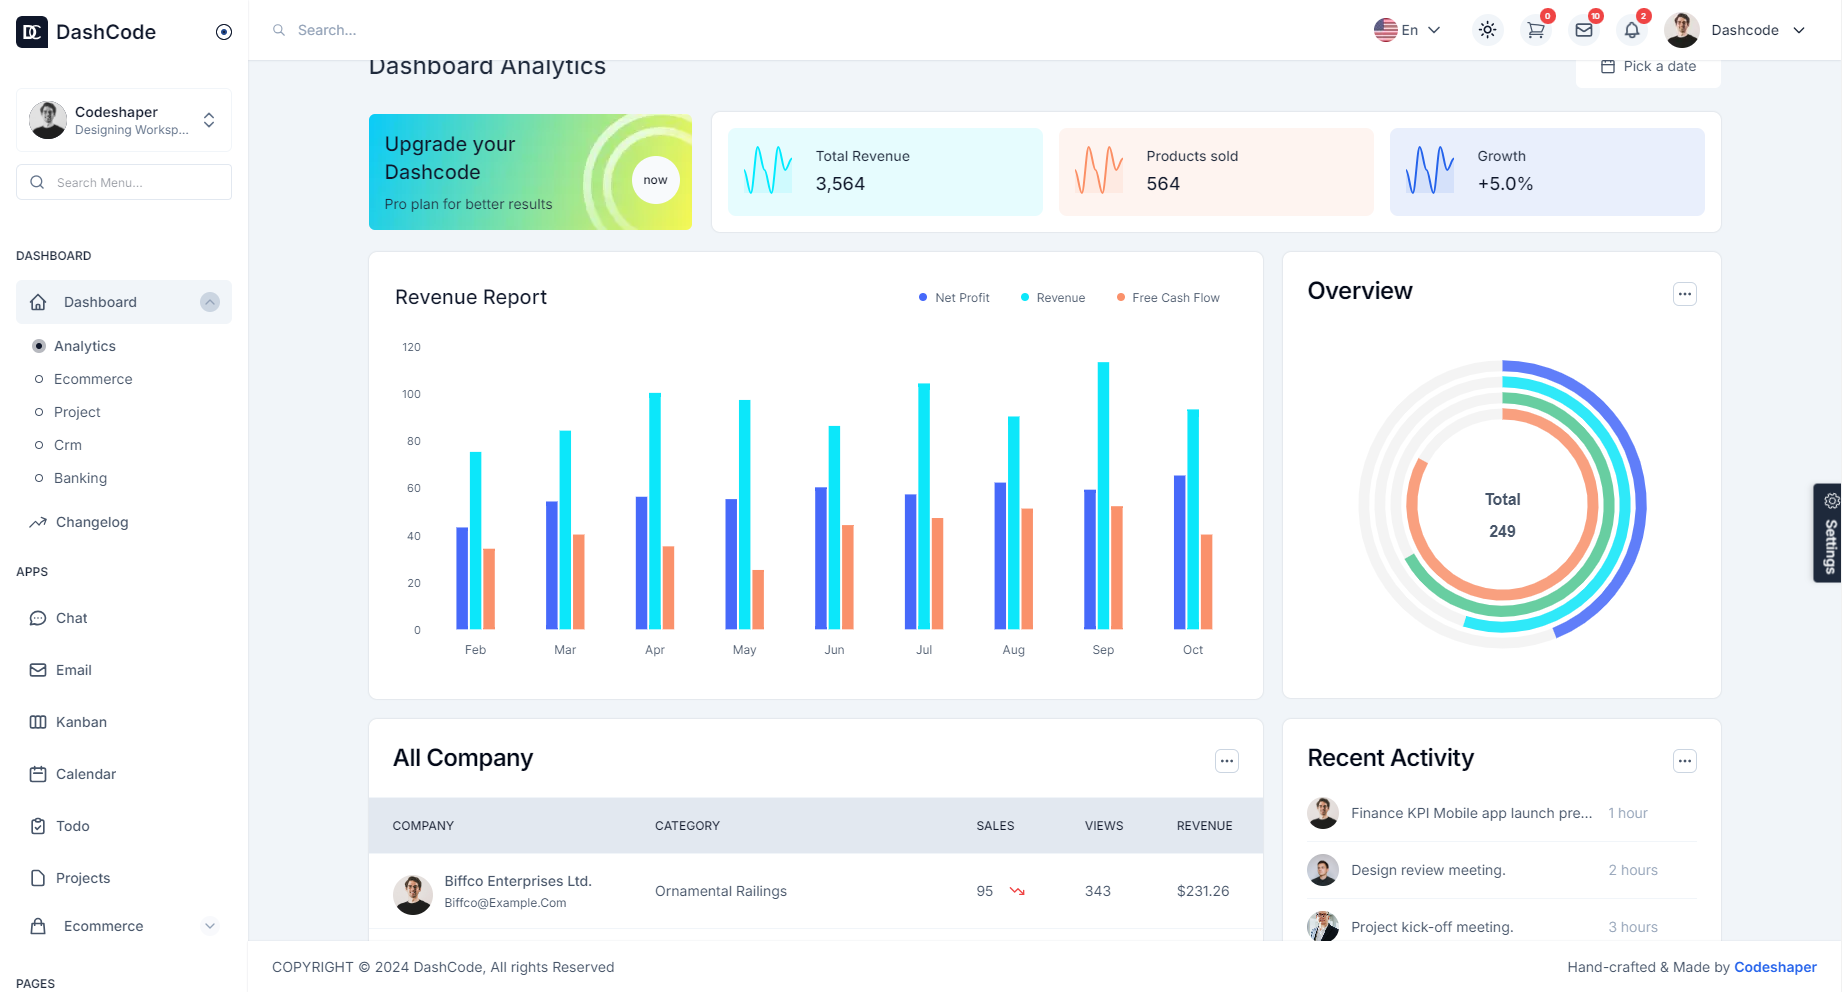 DC DashCode
Codeshaper
Designing Worksp...
Search Menu...
DASHBOARD
Dashboard
Analytics
Ecommerce
Project
Crm
Banking
Changelog
APPS
Chat
Email
Kanban
Calendar
Todo
Projects
Ecommerce
PAGES
Search...
En
0
10
2
Dashcode
Dashboard Analytics
Pick a date
Upgrade your
Dashcode
Pro plan for better results
now
Total Revenue
3,564
Products sold
564
Growth
+5.0%
Revenue Report
Net Profit Revenue Free Cash Flow
120
100
80
60
40
20
0
Feb Mar Apr May Jun Jul Aug Sep Oct
Overview
Total
249
Settings
All Company
COMPANY CATEGORY SALES VIEWS REVENUE
Biffco Enterprises Ltd.
Biffco@Example.Com
Ornamental Railings 95 343 $231.26
Recent Activity
Finance KPI Mobile app launch pre... 1 hour
Design review meeting. 2 hours
Project kick-off meeting. 3 hours
COPYRIGHT © 2024 DashCode, All rights Reserved
Hand-crafted & Made by Codeshaper